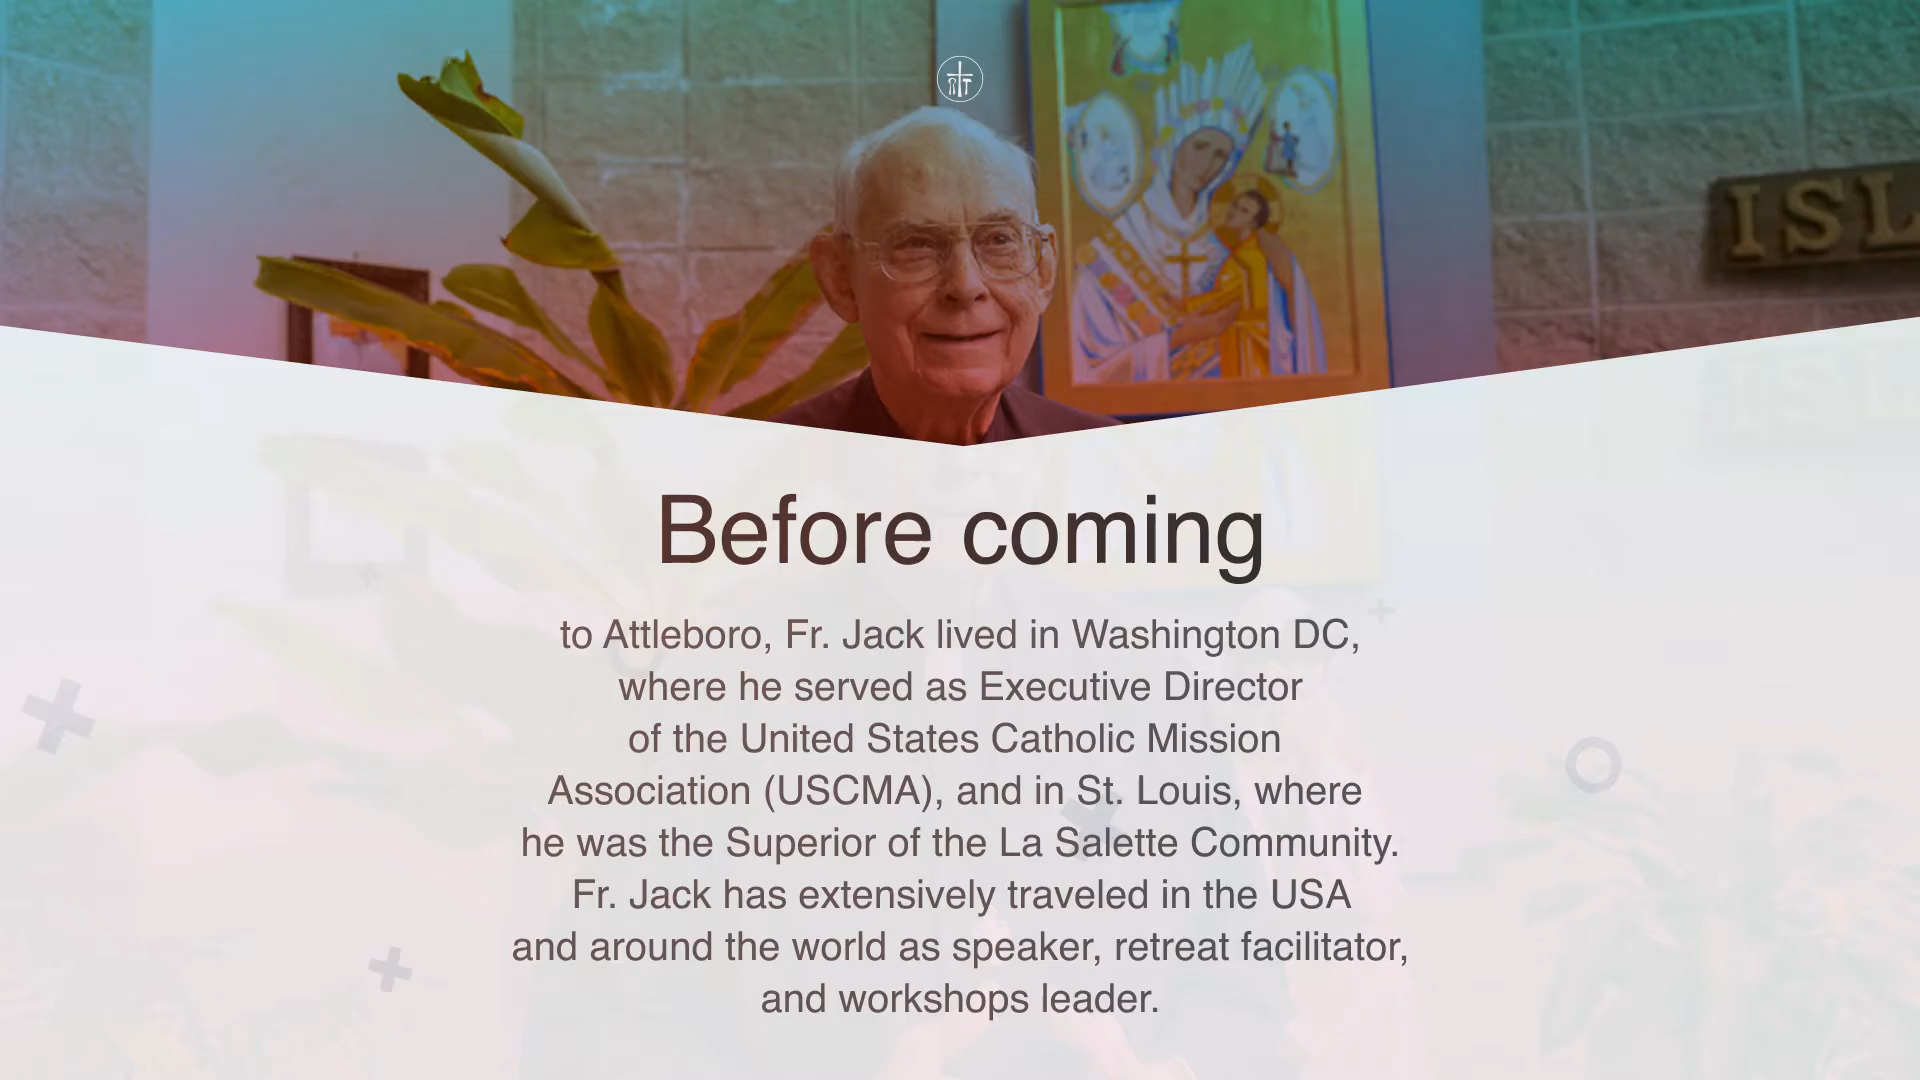 ISL
Before coming
to Attleboro, Fr. Jack lived in Washington DC,
where he served as Executive Director
of the United States Catholic Mission
Association (USCMA), and in St. Louis, where
he was the Superior of the La Salette Community.
Fr. Jack has extensively traveled in the USA
and around the world as speaker, retreat facilitator,
and workshops leader.